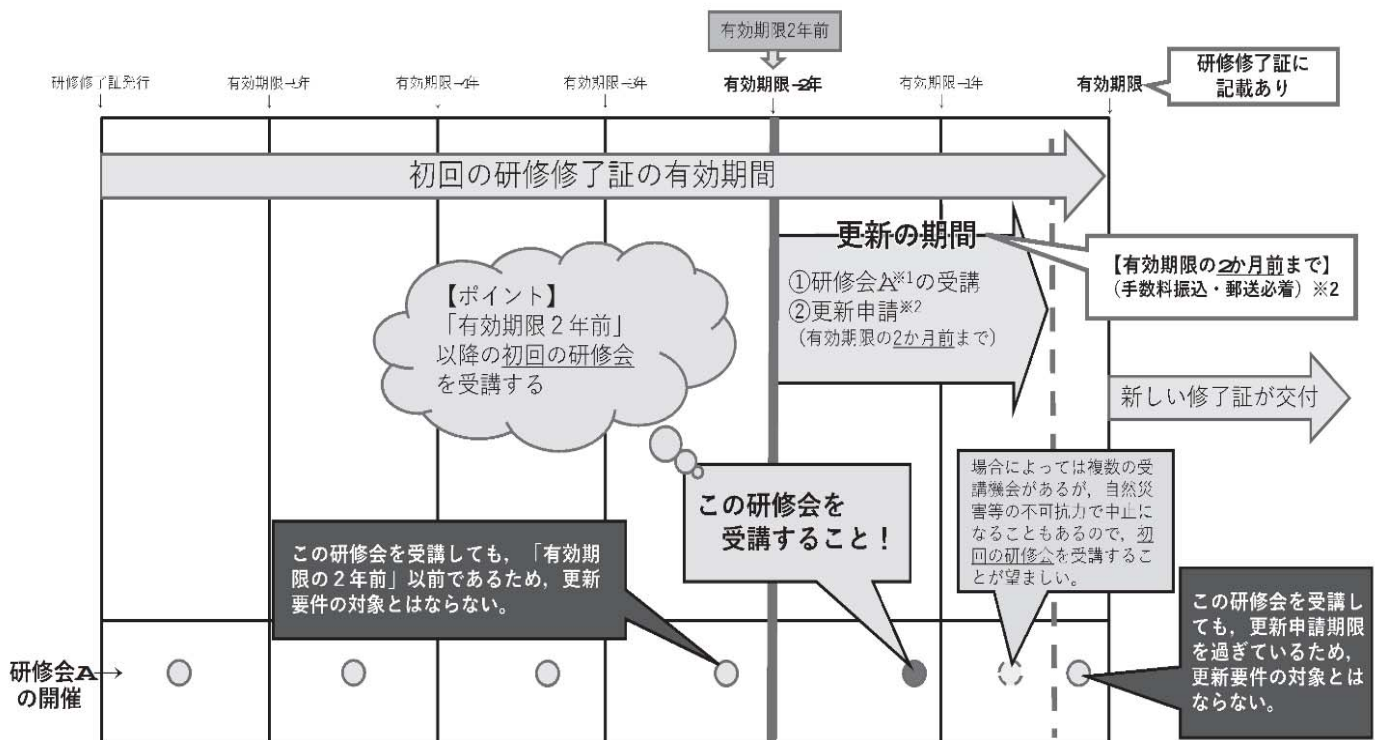 有効期限2年前
研修修了証発行
有効期限-2年
有効期限-1年
有効期限
研修修了証に
記載あり
初回の研修修了証の有効期間
更新の期間
①研修会A※1の受講
②更新申請※2
（有効期限の2か月前まで）
【有効期限の2か月前まで】
（手数料振込・郵送必着）※2
【ポイント】
「有効期限２年前」
以降の初回の研修会
を受講する
新しい修了証が交付
この研修会を
受講すること！
場合によっては複数の受
講機会があるが，自然災
害等の不可抗力で中止に
なることもあるので，初
回の研修会を受講するこ
とが望ましい。
この研修会を受講しても，「有効期
限の２年前」以前であるため，更新
要件の対象とはならない。
この研修会を受講し
ても，更新申請期限
を過ぎているため，
更新要件の対象とは
ならない。
研修会A→
の開催